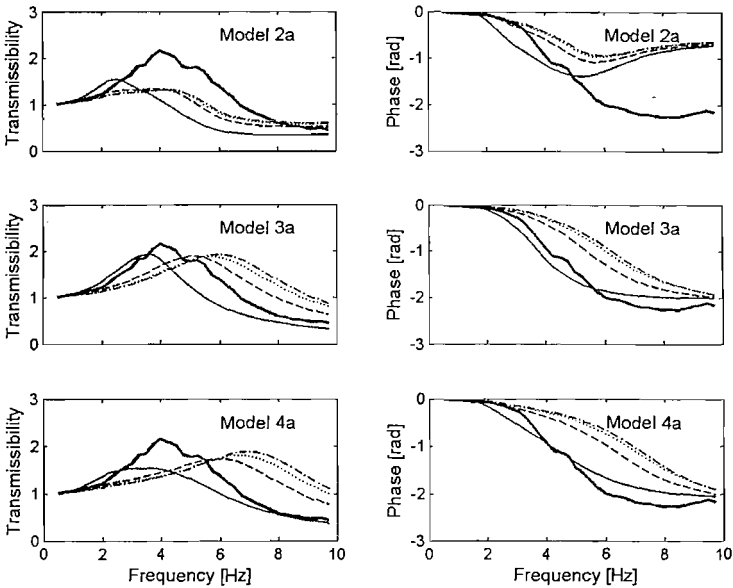 3
2
1
0
Transmissibility
Model 2a
0
-1
-2
-3
Phase [rad]
Model 2a
3
2
1
0
Transmissibility
Model 3a
0
-1
-2
-3
Phase [rad]
Model 3a
3
2
1
0
Transmissibility
Model 4a
0 2 4 6 8 10
Frequency [Hz]
0
-1
-2
-3
Phase [rad]
Model 4a
0 2 4 6 8 10
Frequency [Hz]